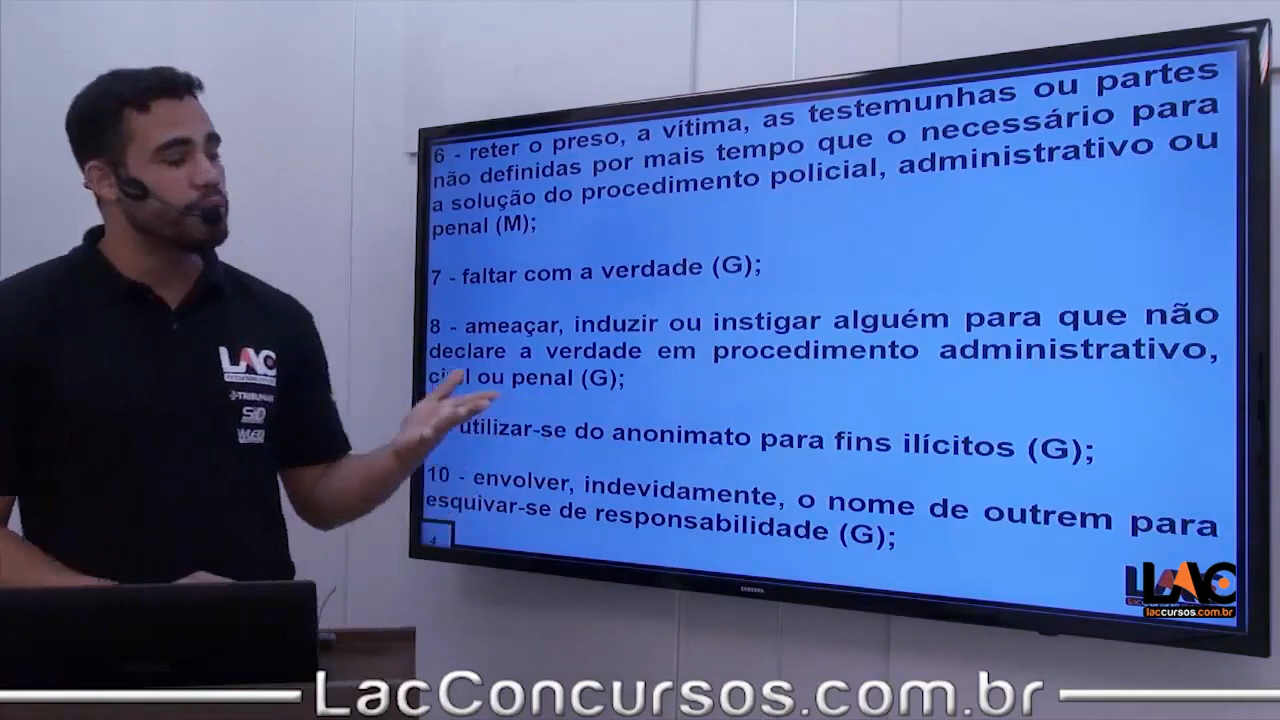 6 - reter o preso, a vítima, as testemunhas ou partes
não definidas por mais tempo que o necessário para
a solução do procedimento policial, administrativo ou
penal (M);
7 - faltar com a verdade (G);
8 - ameaçar, induzir ou instigar alguém para que não
declare a verdade em procedimento administrativo,
ou penal (G);
utilizar-se do anonimato para fins ilícitos (G);
10 - envolver, indevidamente, o nome de outrem para
esquivar-se de responsabilidade (G);
4
LAC
SAMSUNG
LAC
laccursos.com.br
LacConcursos.com.br